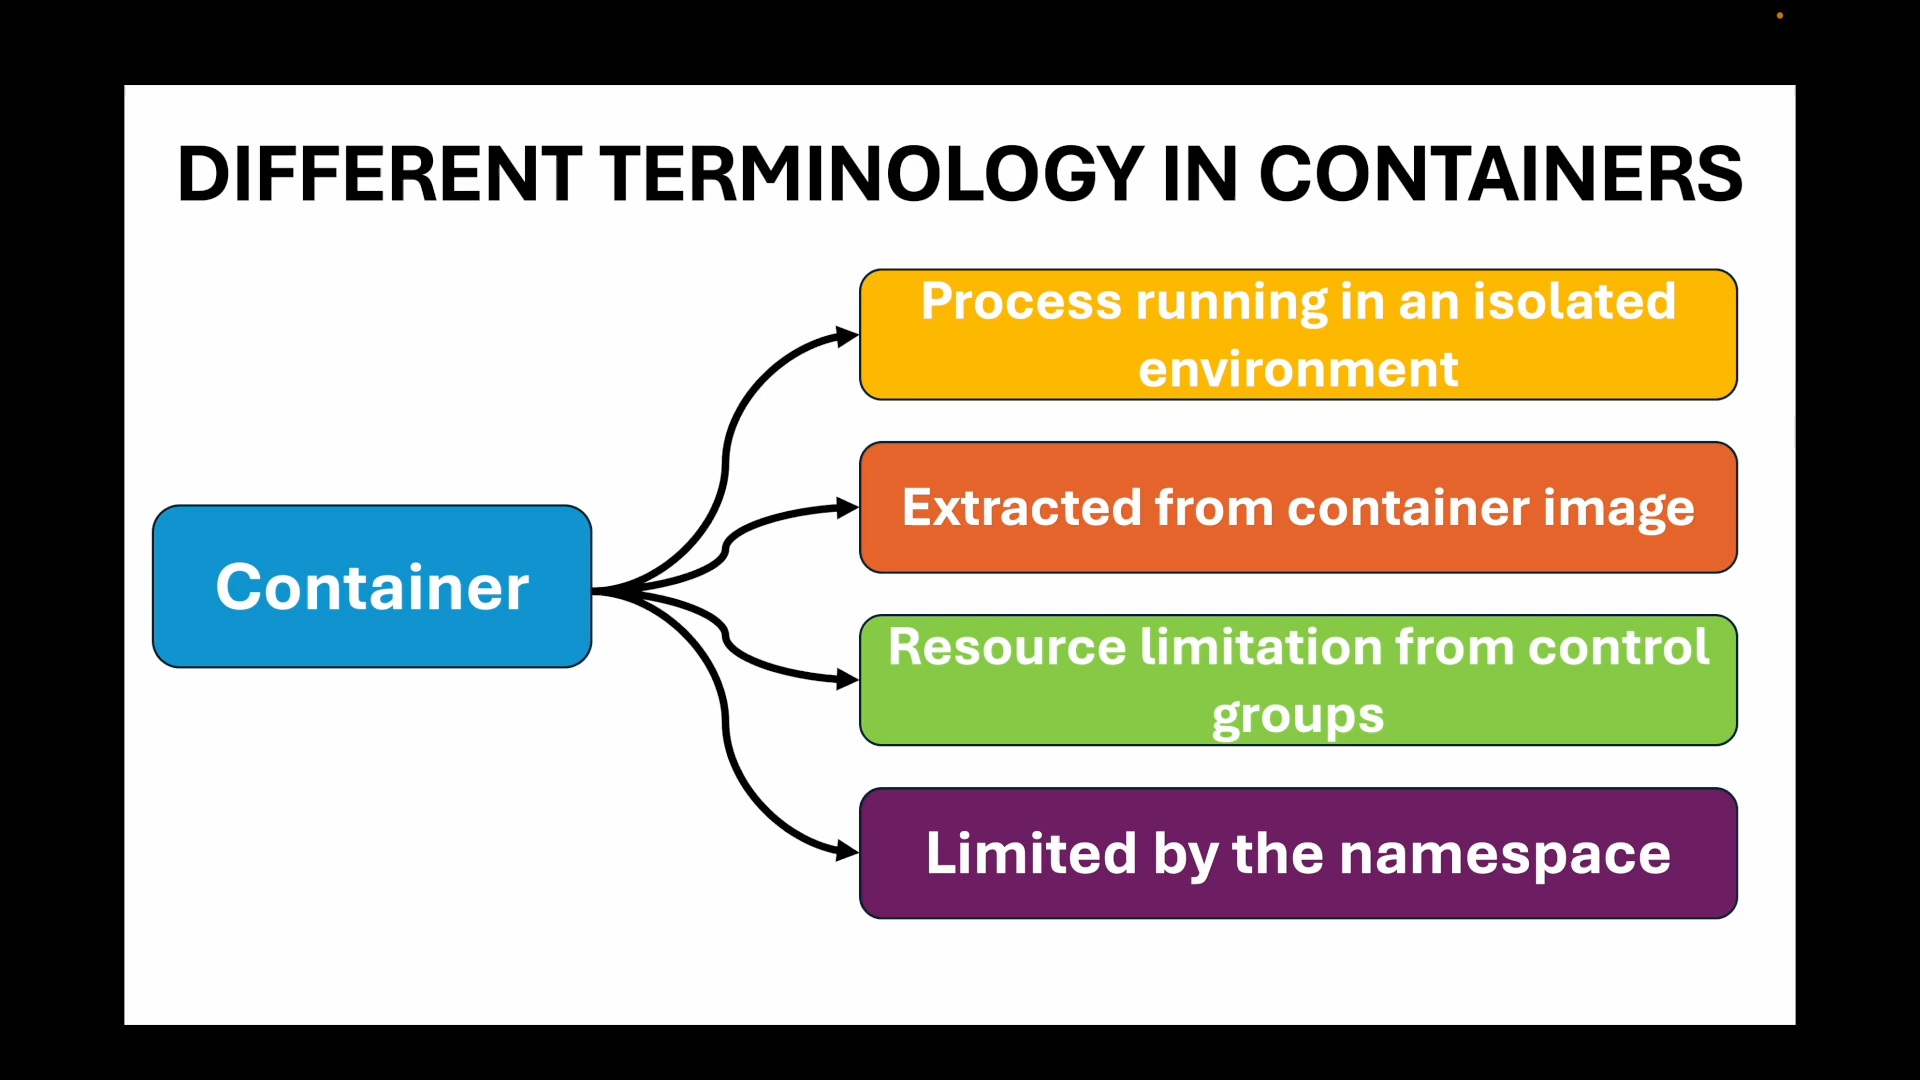 DIFFERENT TERMINOLOGY IN CONTAINERS
Container
Process running in an isolated
environment
Extracted from container image
Resource limitation from control
groups
Limited by the namespace